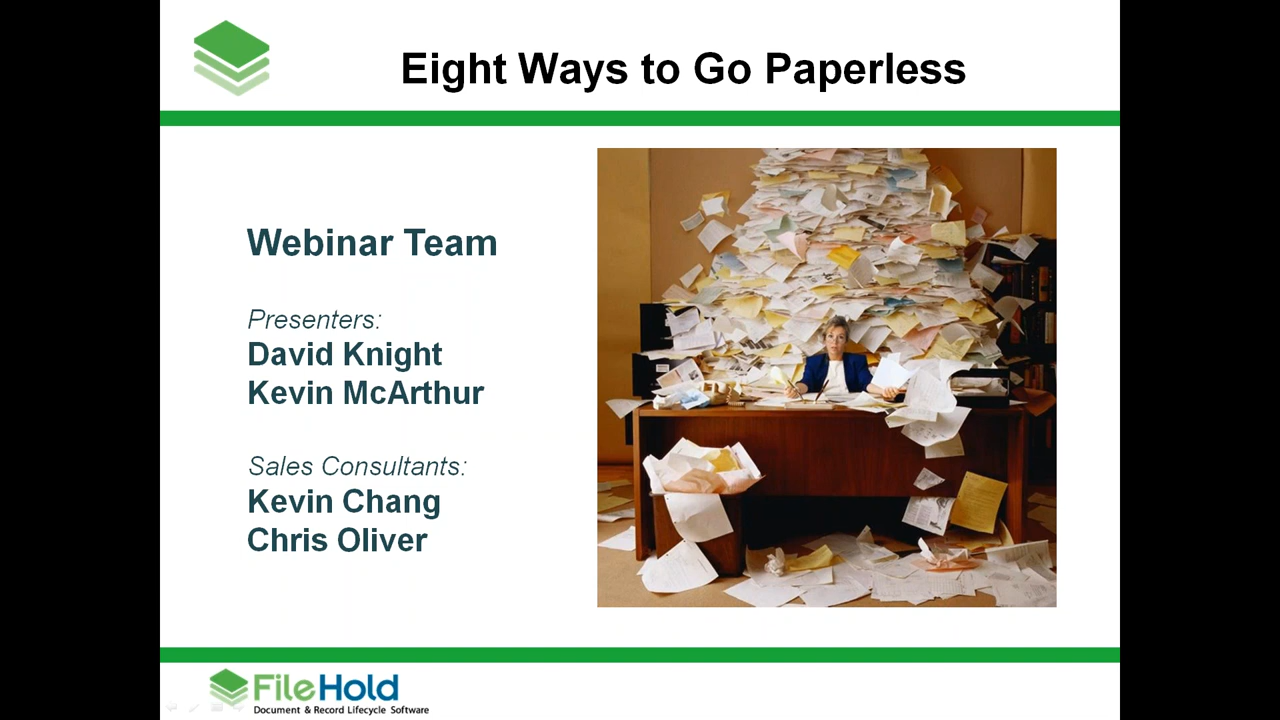 Eight Ways to Go Paperless
Webinar Team
Presenters:
David Knight
Kevin McArthur
Sales Consultants:
Kevin Chang
Chris Oliver
FileHold
Document & Record Lifecycle Software